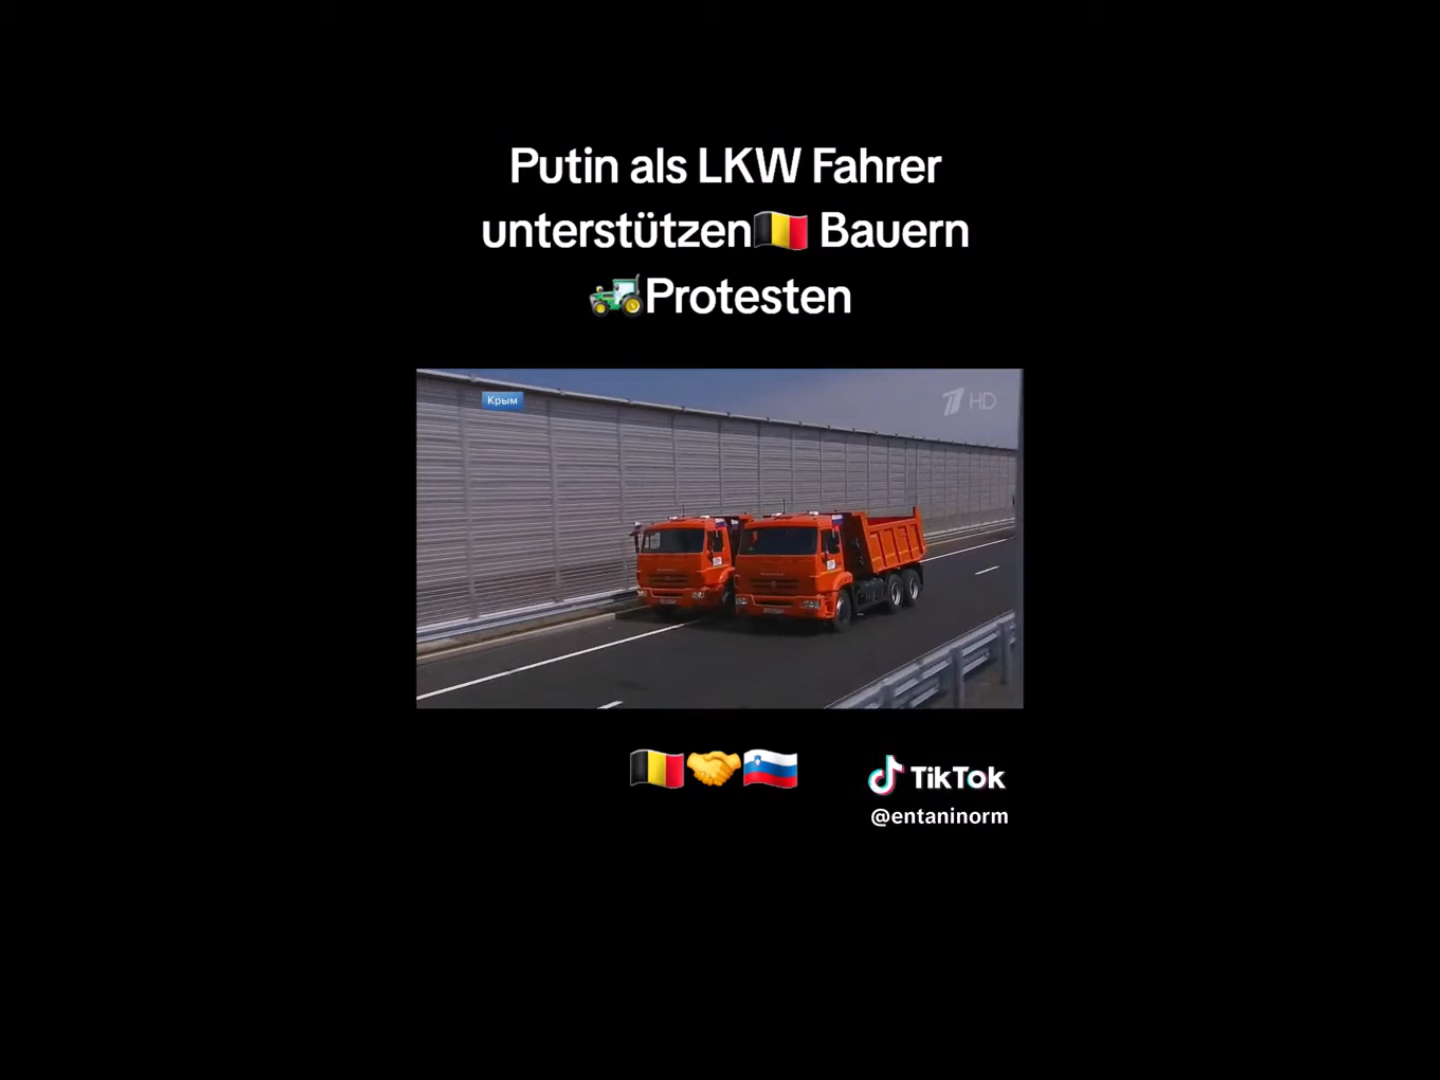 Putin als LKW Fahrer
unterstützen🇧🇪 Bauern
🚜Protesten
Крым
HD
🇧🇪🤝🇸🇮
TikTok
@entaninorm